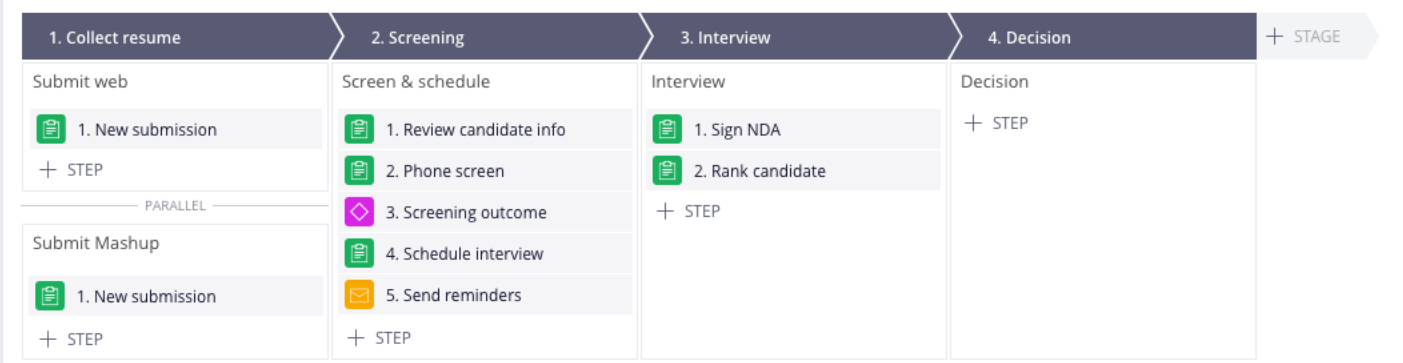 1. Collect resume
2. Screening
3. Interview
4. Decision
+ STAGE
Submit web
1. New submission
+ STEP
PARALLEL
Submit Mashup
1. New submission
+ STEP
Screen & schedule
1. Review candidate info
2. Phone screen
3. Screening outcome
4. Schedule interview
5. Send reminders
+ STEP
Interview
1. Sign NDA
2. Rank candidate
+ STEP
Decision
+ STEP